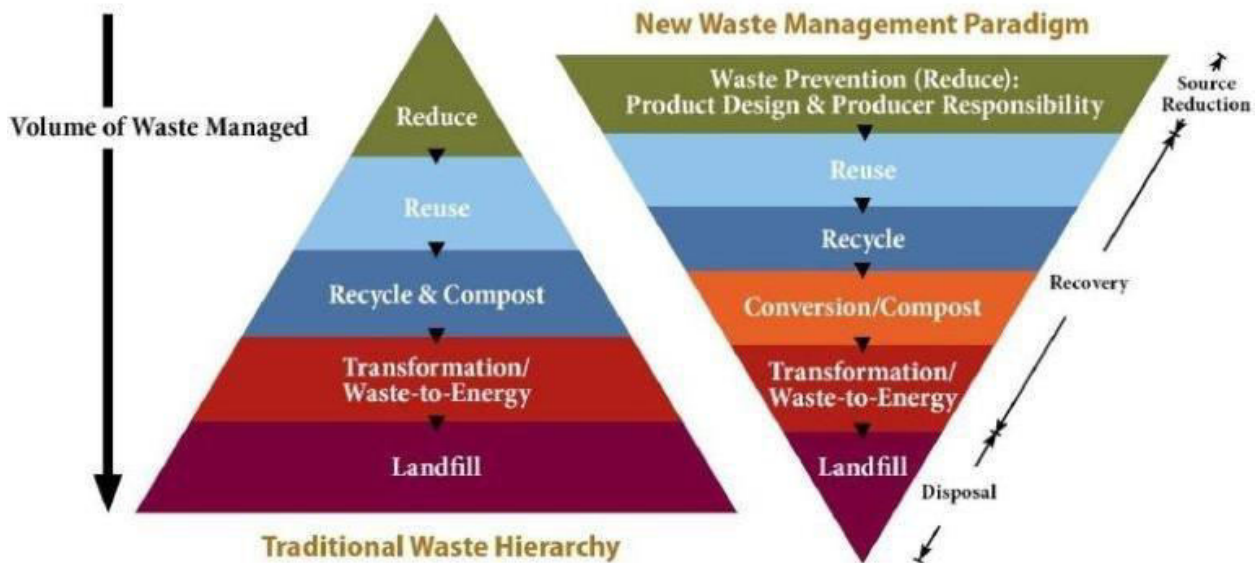 New Waste Management Paradigm
Volume of Waste Managed
Reduce
Reuse
Recycle & Compost
Transformation/
Waste-to-Energy
Landfill
Traditional Waste Hierarchy
Waste Prevention (Reduce):
Product Design & Producer Responsibility
Reuse
Recycle
Conversion/Compost
Transformation/
Waste-to-Energy
Landfill
Source
Reduction
Recovery
Disposal